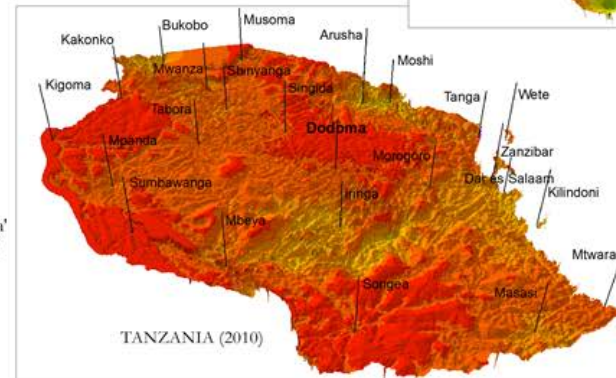 Musoma
Bukobo
Kakonko
Arusha
Moshi
Mwanza
Shinyanga
Kigoma
Singida
Tanga
Wete
Tabora
Dodoma
Mpanda
Morogoro
Zanzibar
Sumbawanga
Dar es Salaam
Iringa
Kilindoni
Mbeya
Mtwara
Songea
Masasi
TANZANIA (2010)